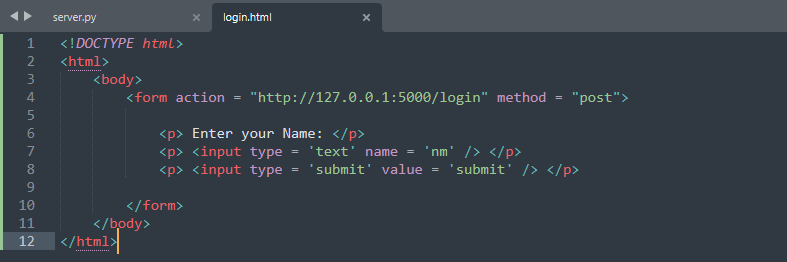 server.py × login.html ×
1 <!DOCTYPE html>
2 <html>
3     <body>
4         <form action = "http://127.0.0.1:5000/login" method = "post">
5
6             <p> Enter your Name: </p>
7             <p> <input type = 'text' name = 'nm' /> </p>
8             <p> <input type = 'submit' value = 'submit' /> </p>
9
10         </form>
11     </body>
12 </html>